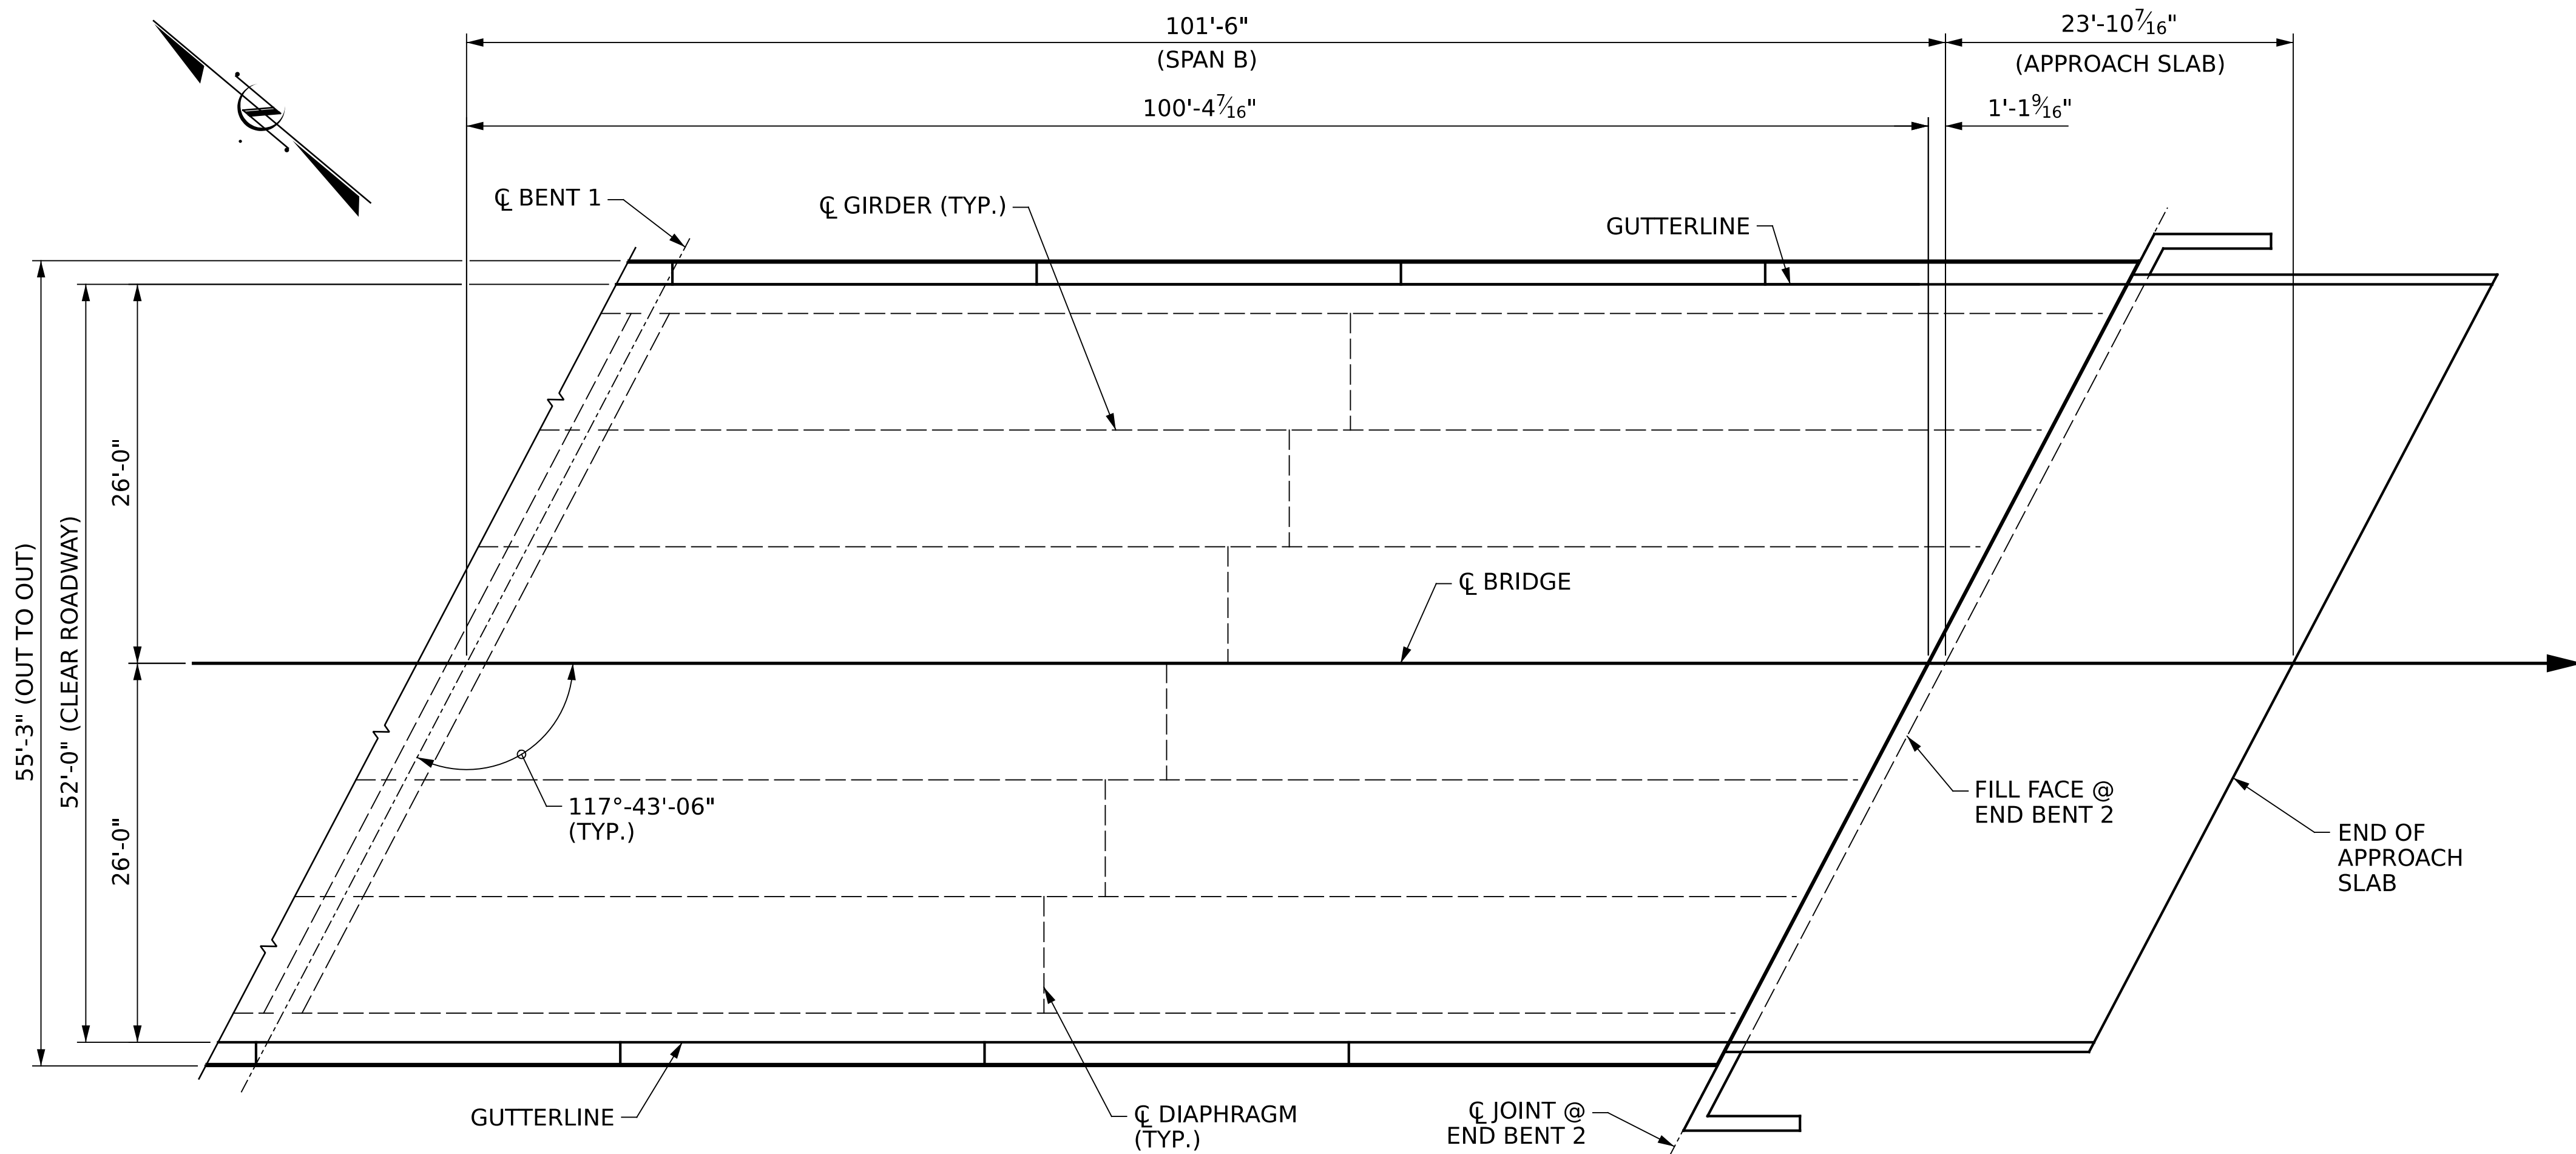 101'-6"
(SPAN B)
23'-10 7/16"
(APPROACH SLAB)
100'-4 7/16"
1'-1 9/16"
℄ BENT 1
℄ GIRDER (TYP.)
GUTTERLINE
55'-3" (OUT TO OUT)
52'-0" (CLEAR ROADWAY)
26'-0"
26'-0"
℄ BRIDGE
117°-43'-06"
(TYP.)
FILL FACE @
END BENT 2
END OF
APPROACH
SLAB
GUTTERLINE
℄ DIAPHRAGM
(TYP.)
℄ JOINT @
END BENT 2